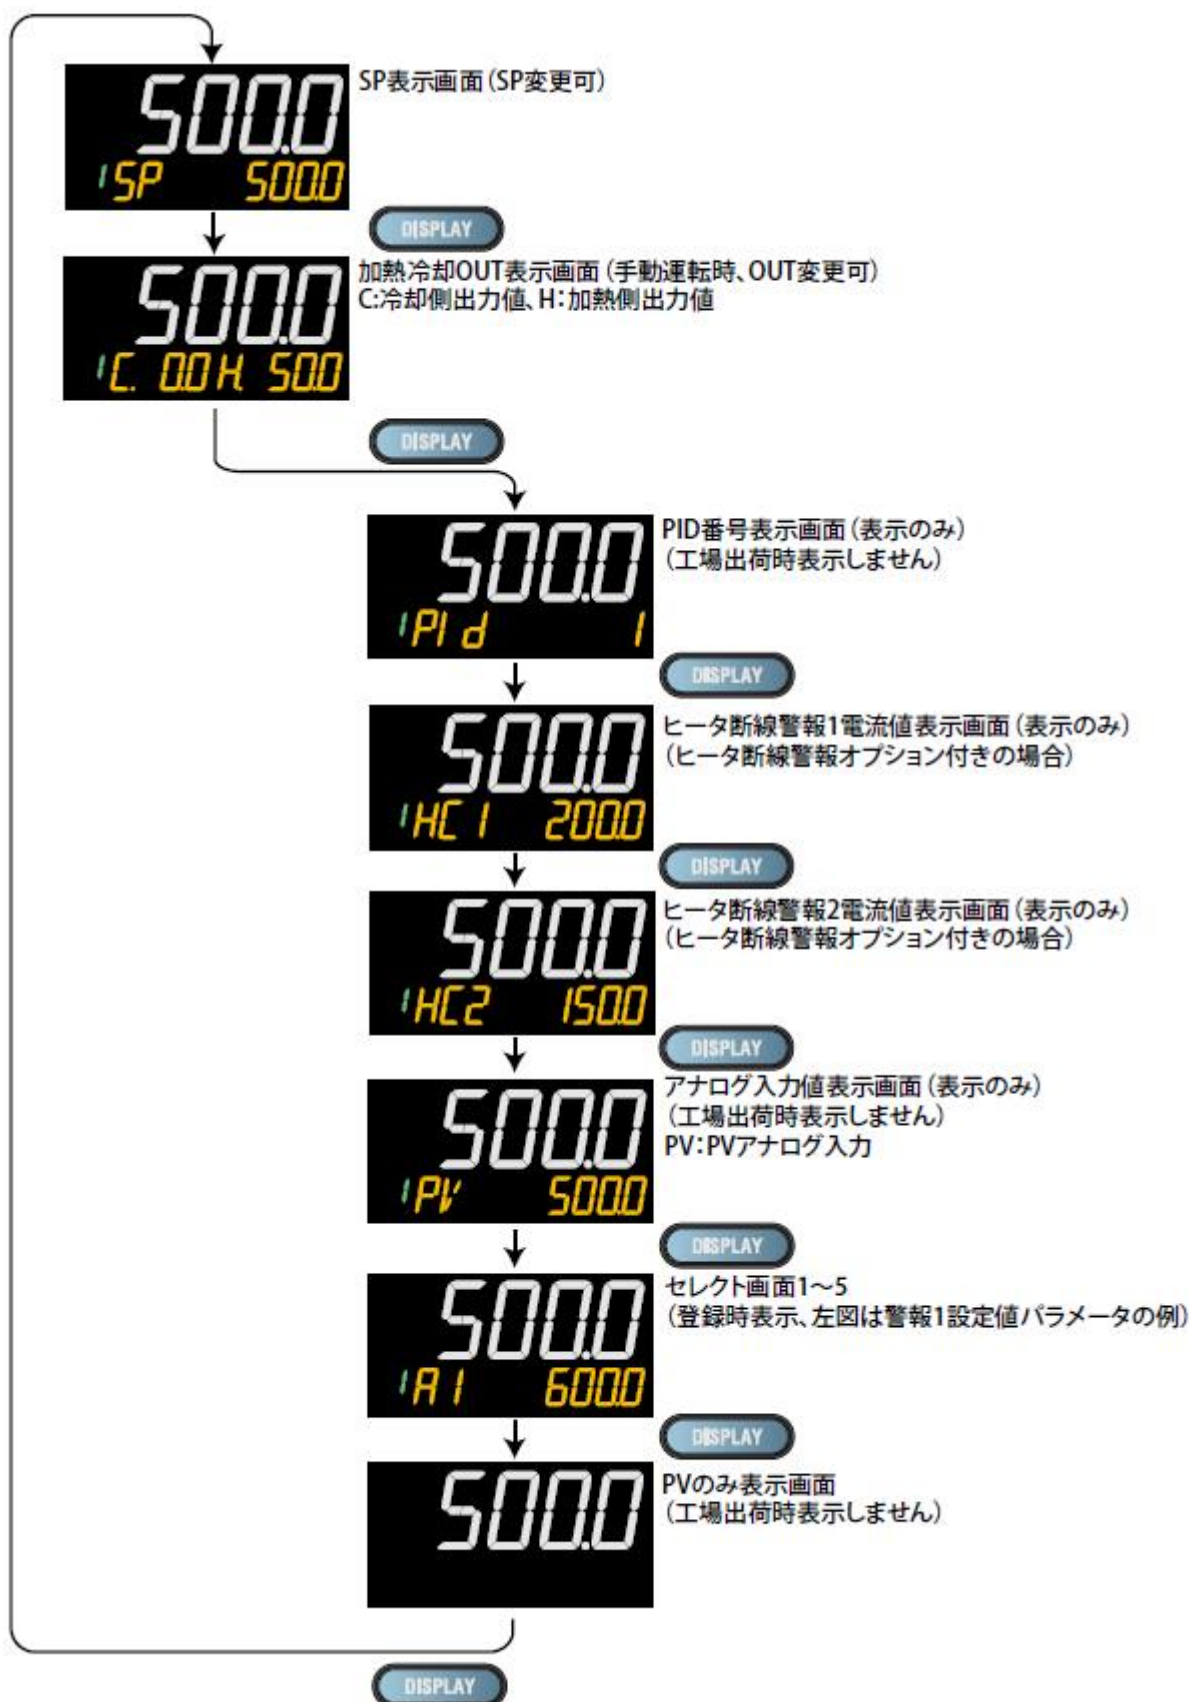 500.0
SP表示画面(SP変更可)
1 SP 500.0
DISPLAY
500.0
加熱冷却OUT表示画面(手動運転時、OUT変更可)
C:冷却側出力値、H:加熱側出力値
1 C. 0.0 H. 50.0
DISPLAY
500.0
PID番号表示画面(表示のみ)
(工場出荷時表示しません)
1 PId 1
DISPLAY
500.0
ヒータ断線警報1電流値表示画面(表示のみ)
(ヒータ断線警報オプション付きの場合)
1 HC1 200.0
DISPLAY
500.0
ヒータ断線警報2電流値表示画面(表示のみ)
(ヒータ断線警報オプション付きの場合)
1 HC2 150.0
DISPLAY
500.0
アナログ入力値表示画面(表示のみ)
(工場出荷時表示しません)
PV:PVアナログ入力
1 PV 500.0
DISPLAY
500.0
セレクト画面1~5
(登録時表示、左図は警報1設定値パラメータの例)
1 A1 600.0
DISPLAY
500.0
PVのみ表示画面
(工場出荷時表示しません)
DISPLAY